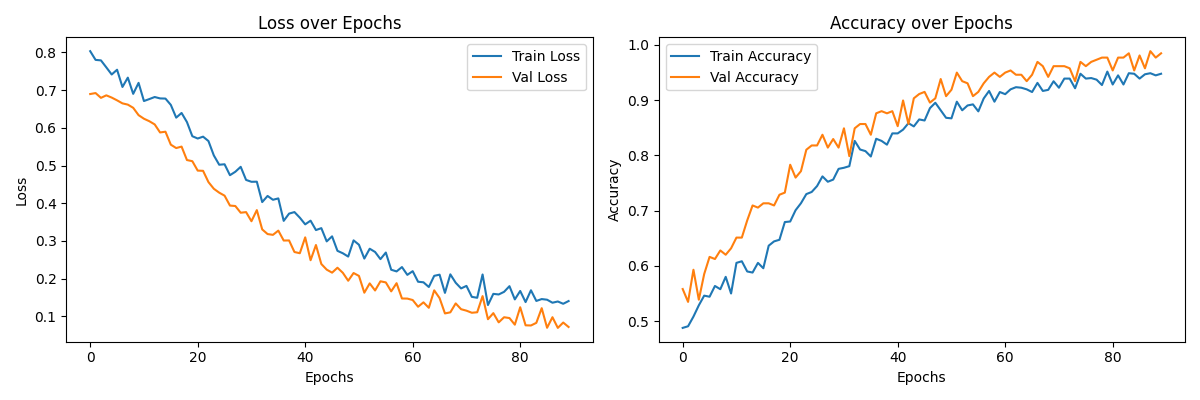 Loss over Epochs
Train Loss
Val Loss
0.8
0.7
0.6
0.5
0.4
0.3
0.2
0.1
Loss
0
20
40
60
80
Epochs
Accuracy over Epochs
Train Accuracy
Val Accuracy
1.0
0.9
0.8
0.7
0.6
0.5
Accuracy
0
20
40
60
80
Epochs